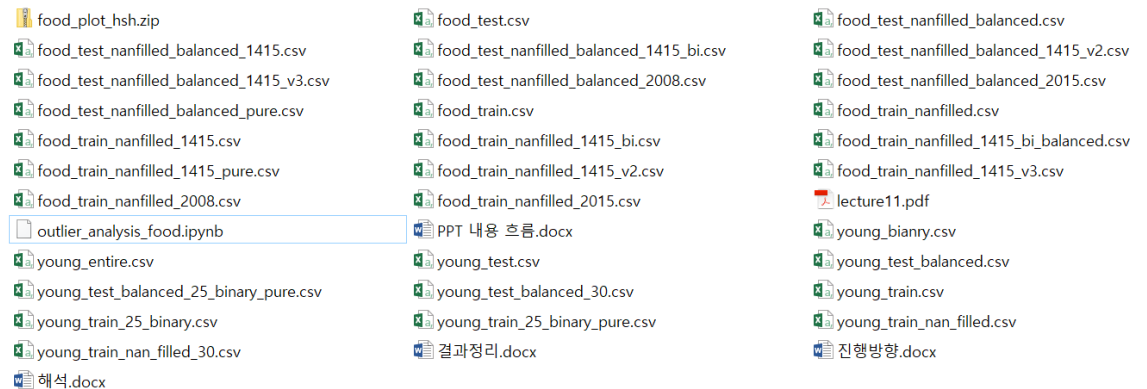 food_plot_hsh.zip
food_test.csv
food_test_nanfilled_balanced.csv
food_test_nanfilled_balanced_1415.csv
food_test_nanfilled_balanced_1415_bi.csv
food_test_nanfilled_balanced_1415_v2.csv
food_test_nanfilled_balanced_1415_v3.csv
food_test_nanfilled_balanced_2008.csv
food_test_nanfilled_balanced_2015.csv
food_test_nanfilled_balanced_pure.csv
food_train.csv
food_train_nanfilled.csv
food_train_nanfilled_1415.csv
food_train_nanfilled_1415_bi.csv
food_train_nanfilled_1415_bi_balanced.csv
food_train_nanfilled_1415_pure.csv
food_train_nanfilled_1415_v2.csv
food_train_nanfilled_1415_v3.csv
food_train_nanfilled_2008.csv
food_train_nanfilled_2015.csv
lecture11.pdf
outlier_analysis_food.ipynb
PPT 내용 흐름.docx
young_bianry.csv
young_entire.csv
young_test.csv
young_test_balanced.csv
young_test_balanced_25_binary_pure.csv
young_test_balanced_30.csv
young_train.csv
young_train_25_binary.csv
young_train_25_binary_pure.csv
young_train_nan_filled.csv
young_train_nan_filled_30.csv
결과정리.docx
진행방향.docx
해석.docx